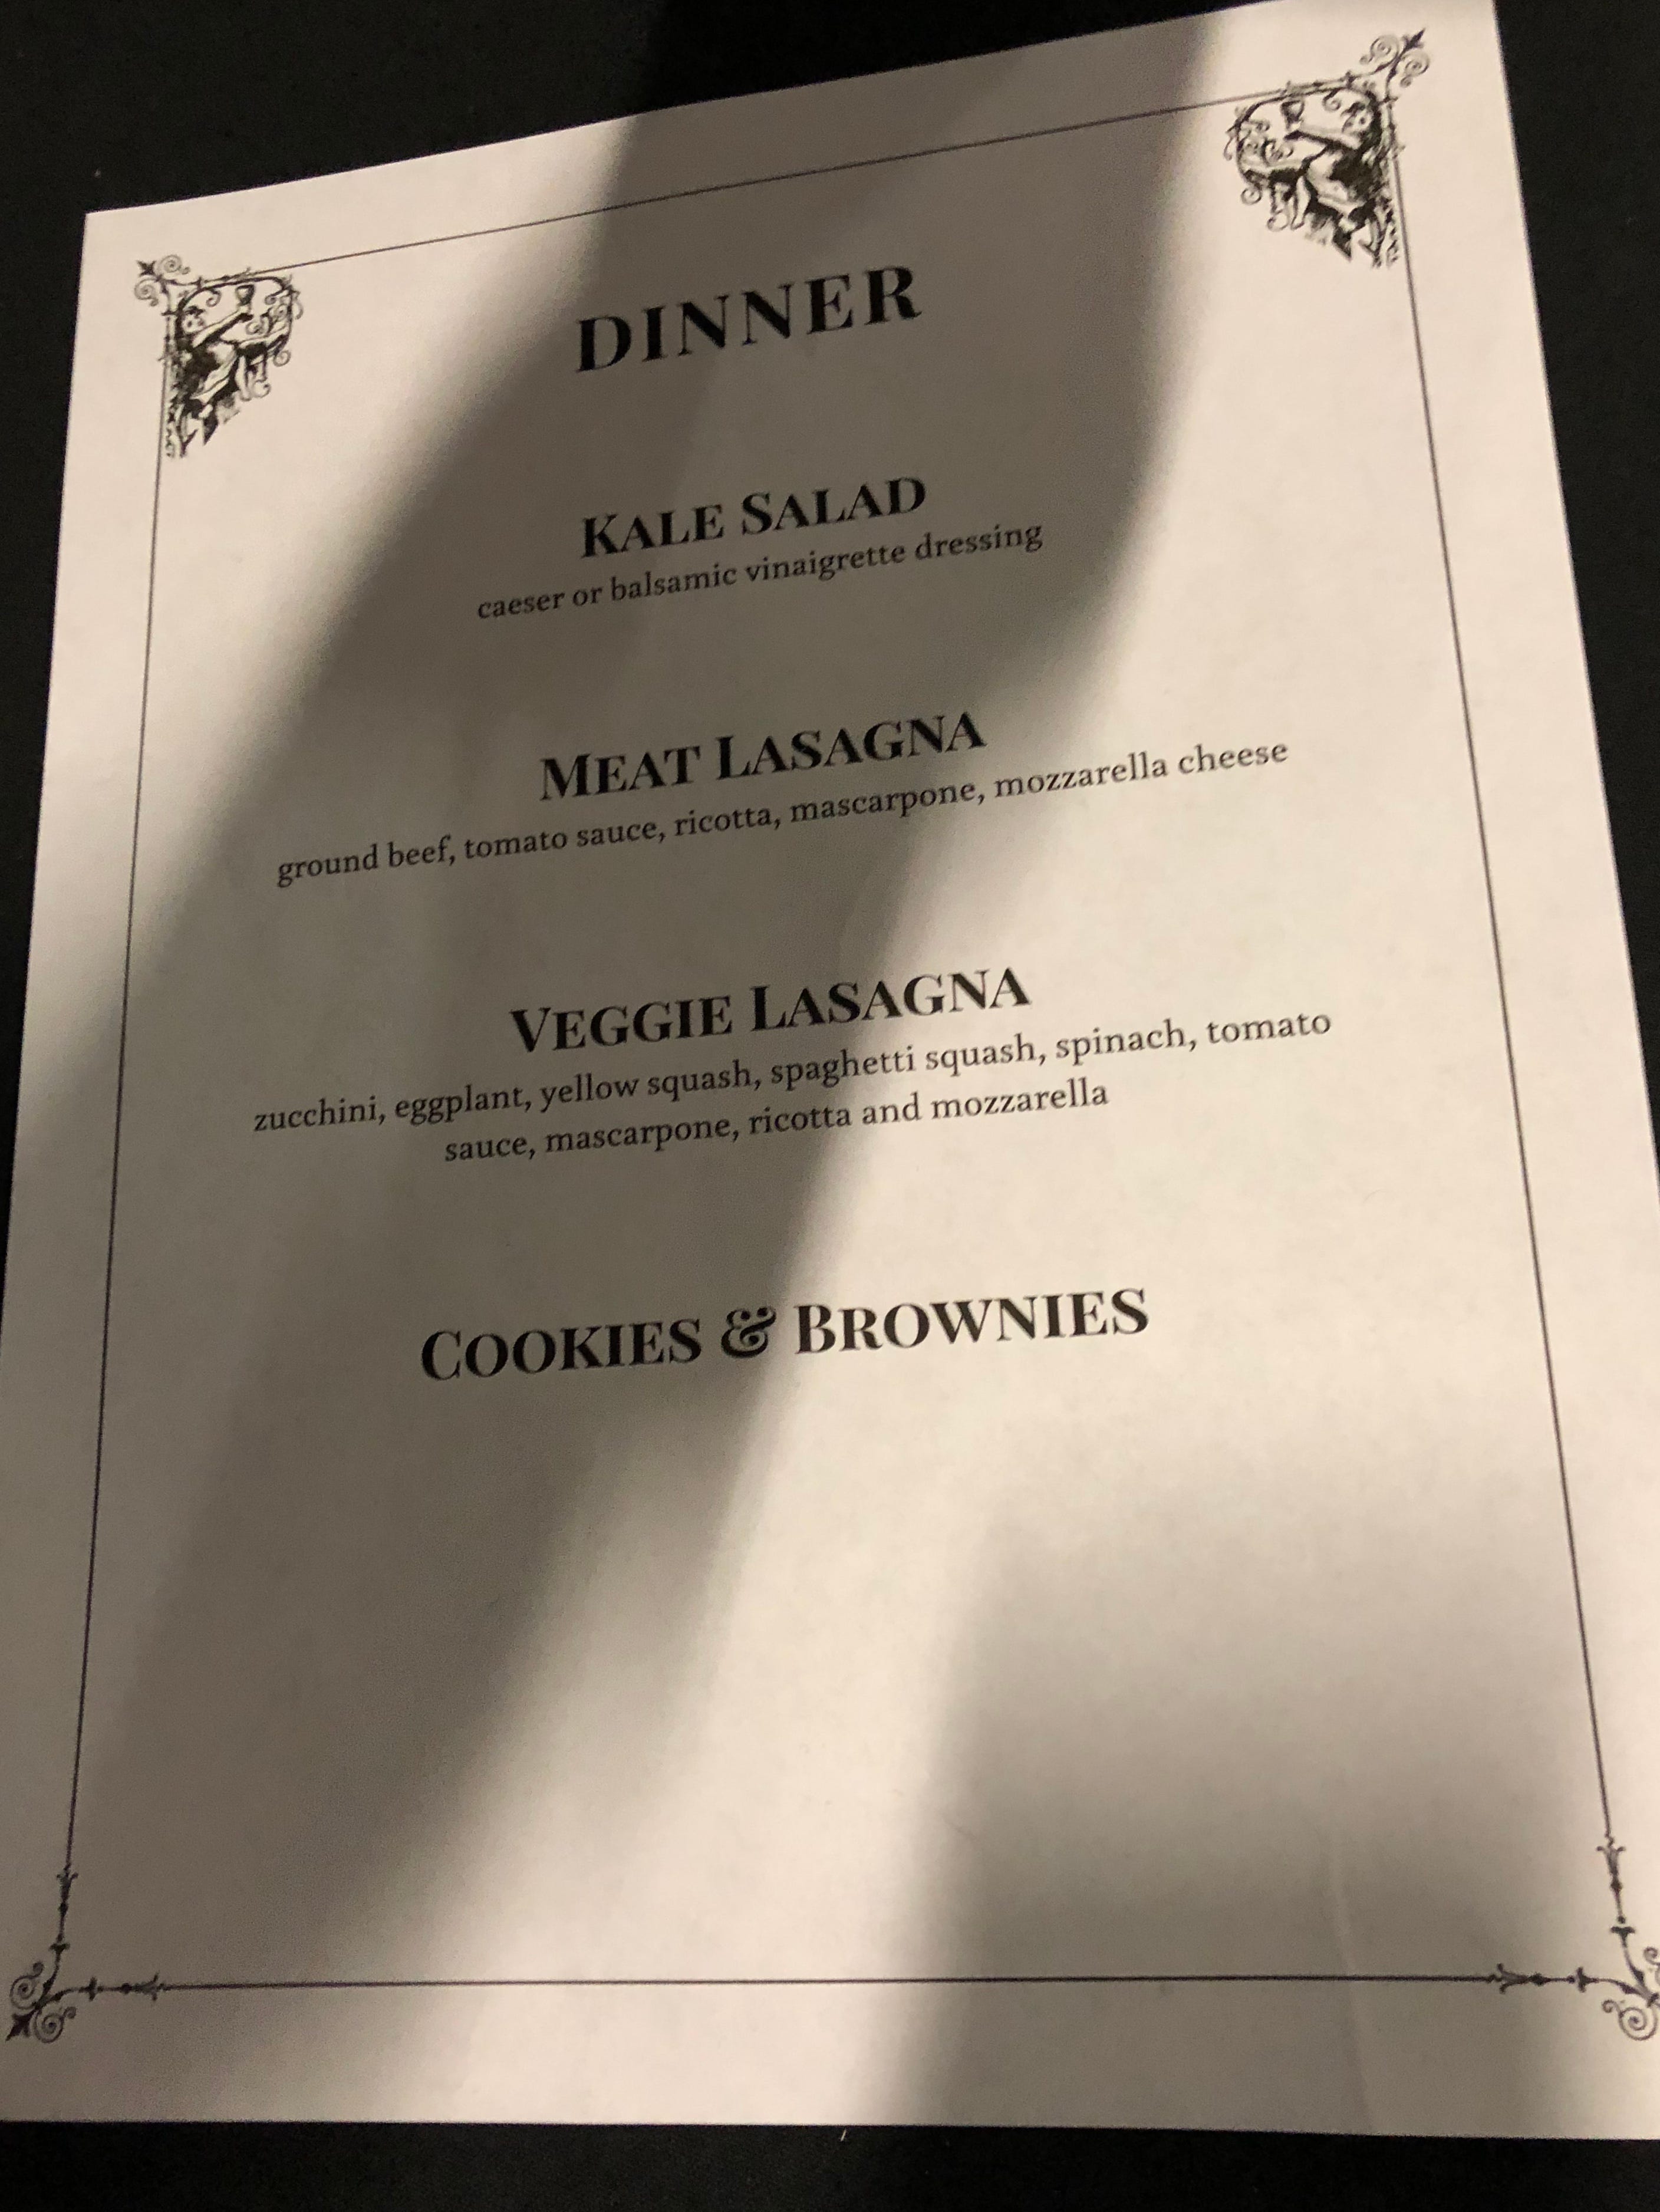 DINNER
KALE SALAD
caeser or balsamic vinaigrette dressing
MEAT LASAGNA
ground beef, tomato sauce, ricotta, mascarpone, mozzarella cheese
VEGGIE LASAGNA
zucchini, eggplant, yellow squash, spaghetti squash, spinach, tomato
sauce, mascarpone, ricotta and mozzarella
COOKIES & BROWNIES